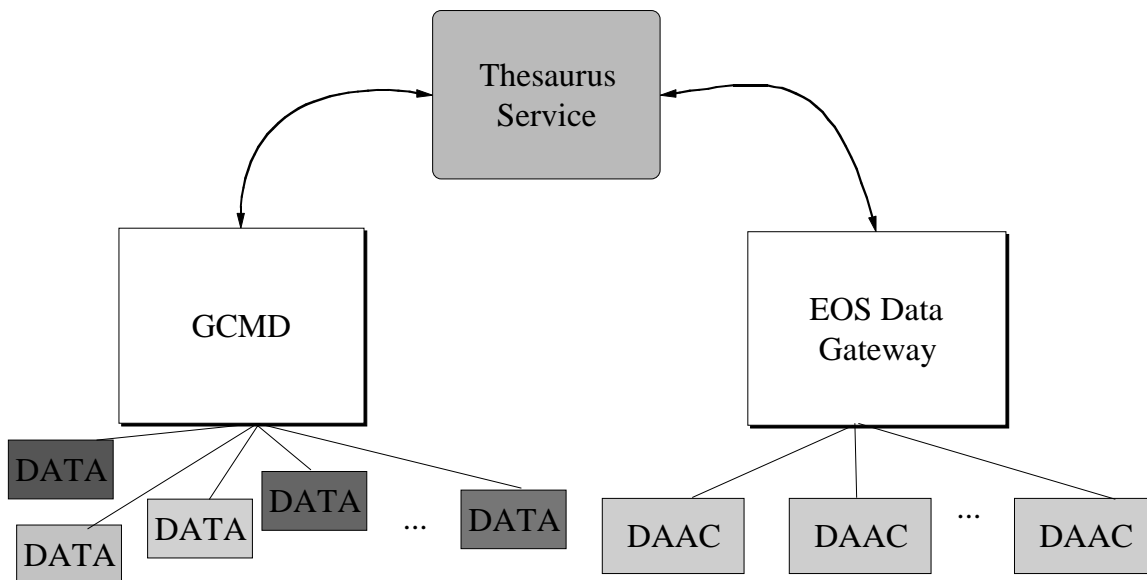 Thesaurus
Service
GCMD
EOS Data
Gateway
DATA
DATA
DATA
DATA
...
DATA
DAAC
DAAC
...
DAAC